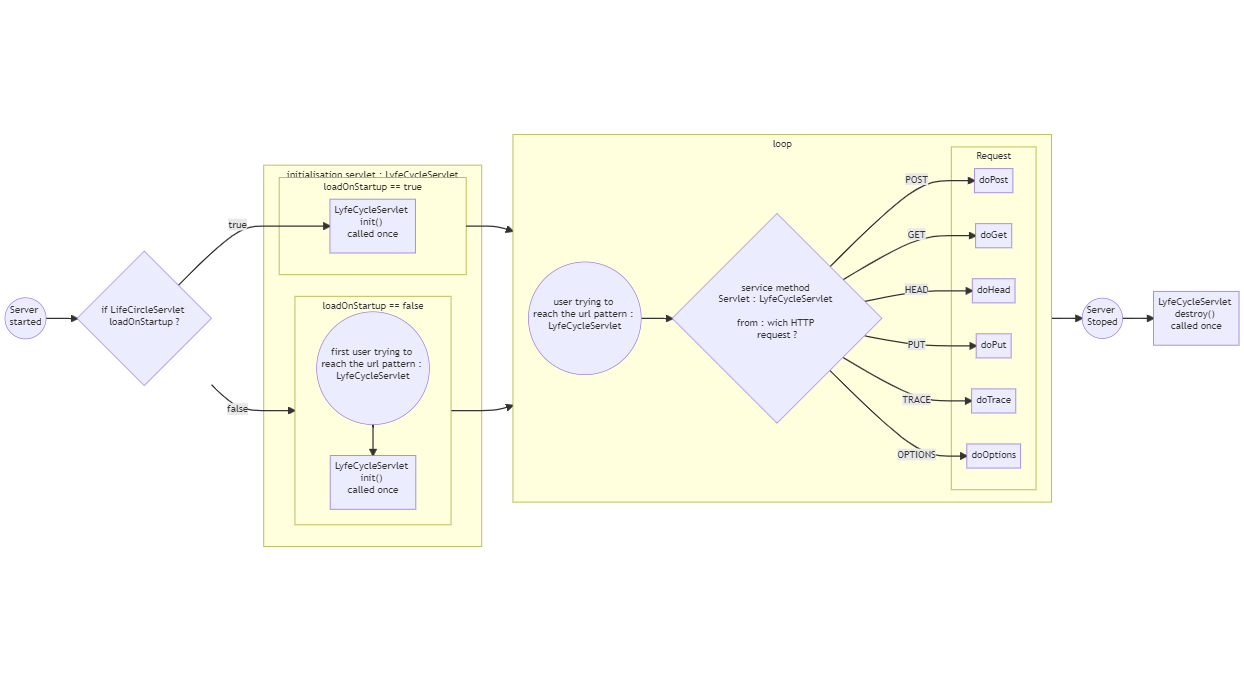 Server
started
if LifeCircleServlet
loadOnStartup ?
true
false
initialisation servlet : LyfeCycleServlet
loadOnStartup == true
LyfeCycleServlet
init()
called once
loadOnStartup == false
first user trying to
reach the url pattern :
LyfeCycleServlet
LyfeCycleServlet
init()
called once
loop
user trying to
reach the url pattern :
LyfeCycleServlet
service method
Servlet : LyfeCycleServlet
from : wich HTTP
request ?
POST
GET
HEAD
PUT
TRACE
OPTIONS
Request
doPost
doGet
doHead
doPut
doTrace
doOptions
Server
Stoped
LyfeCycleServlet
destroy()
called once